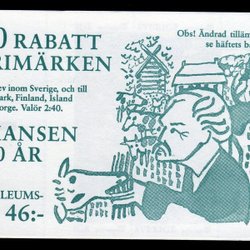 0 RABATT
RIMÄRKEN
ev inom Sverige, och till
ark, Finland, Island
orge. Valör 2:40.
Obs! Ändrad tilläm
se häftets b
HANSEN
0 ÅR
LEUMS-
46:-